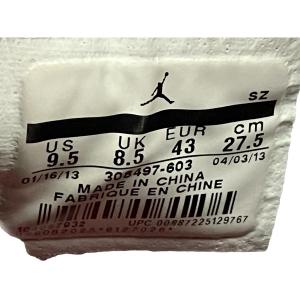 SZ
US UK EUR cm
9.5 8.5 43 27.5
01/16/13 308497-603 04/03/13
MADE IN CHINA
FABRIQUE EN CHINE
UPC 00887225129767